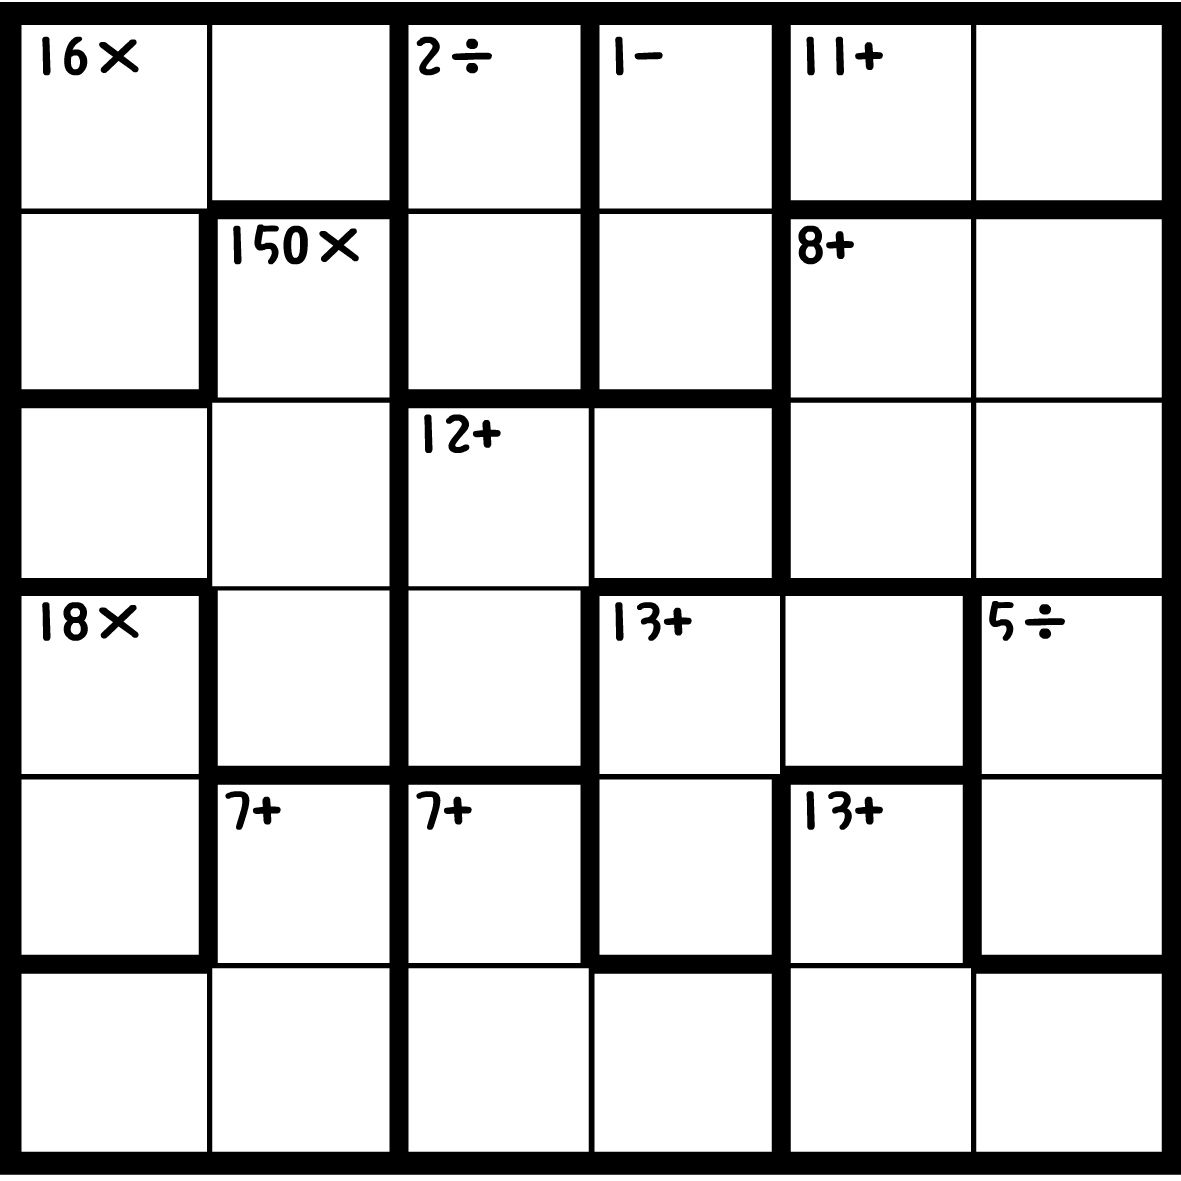 16× 2÷ 1− 11+
150× 8+
12+
18× 13+ 5÷
7+ 7+ 13+